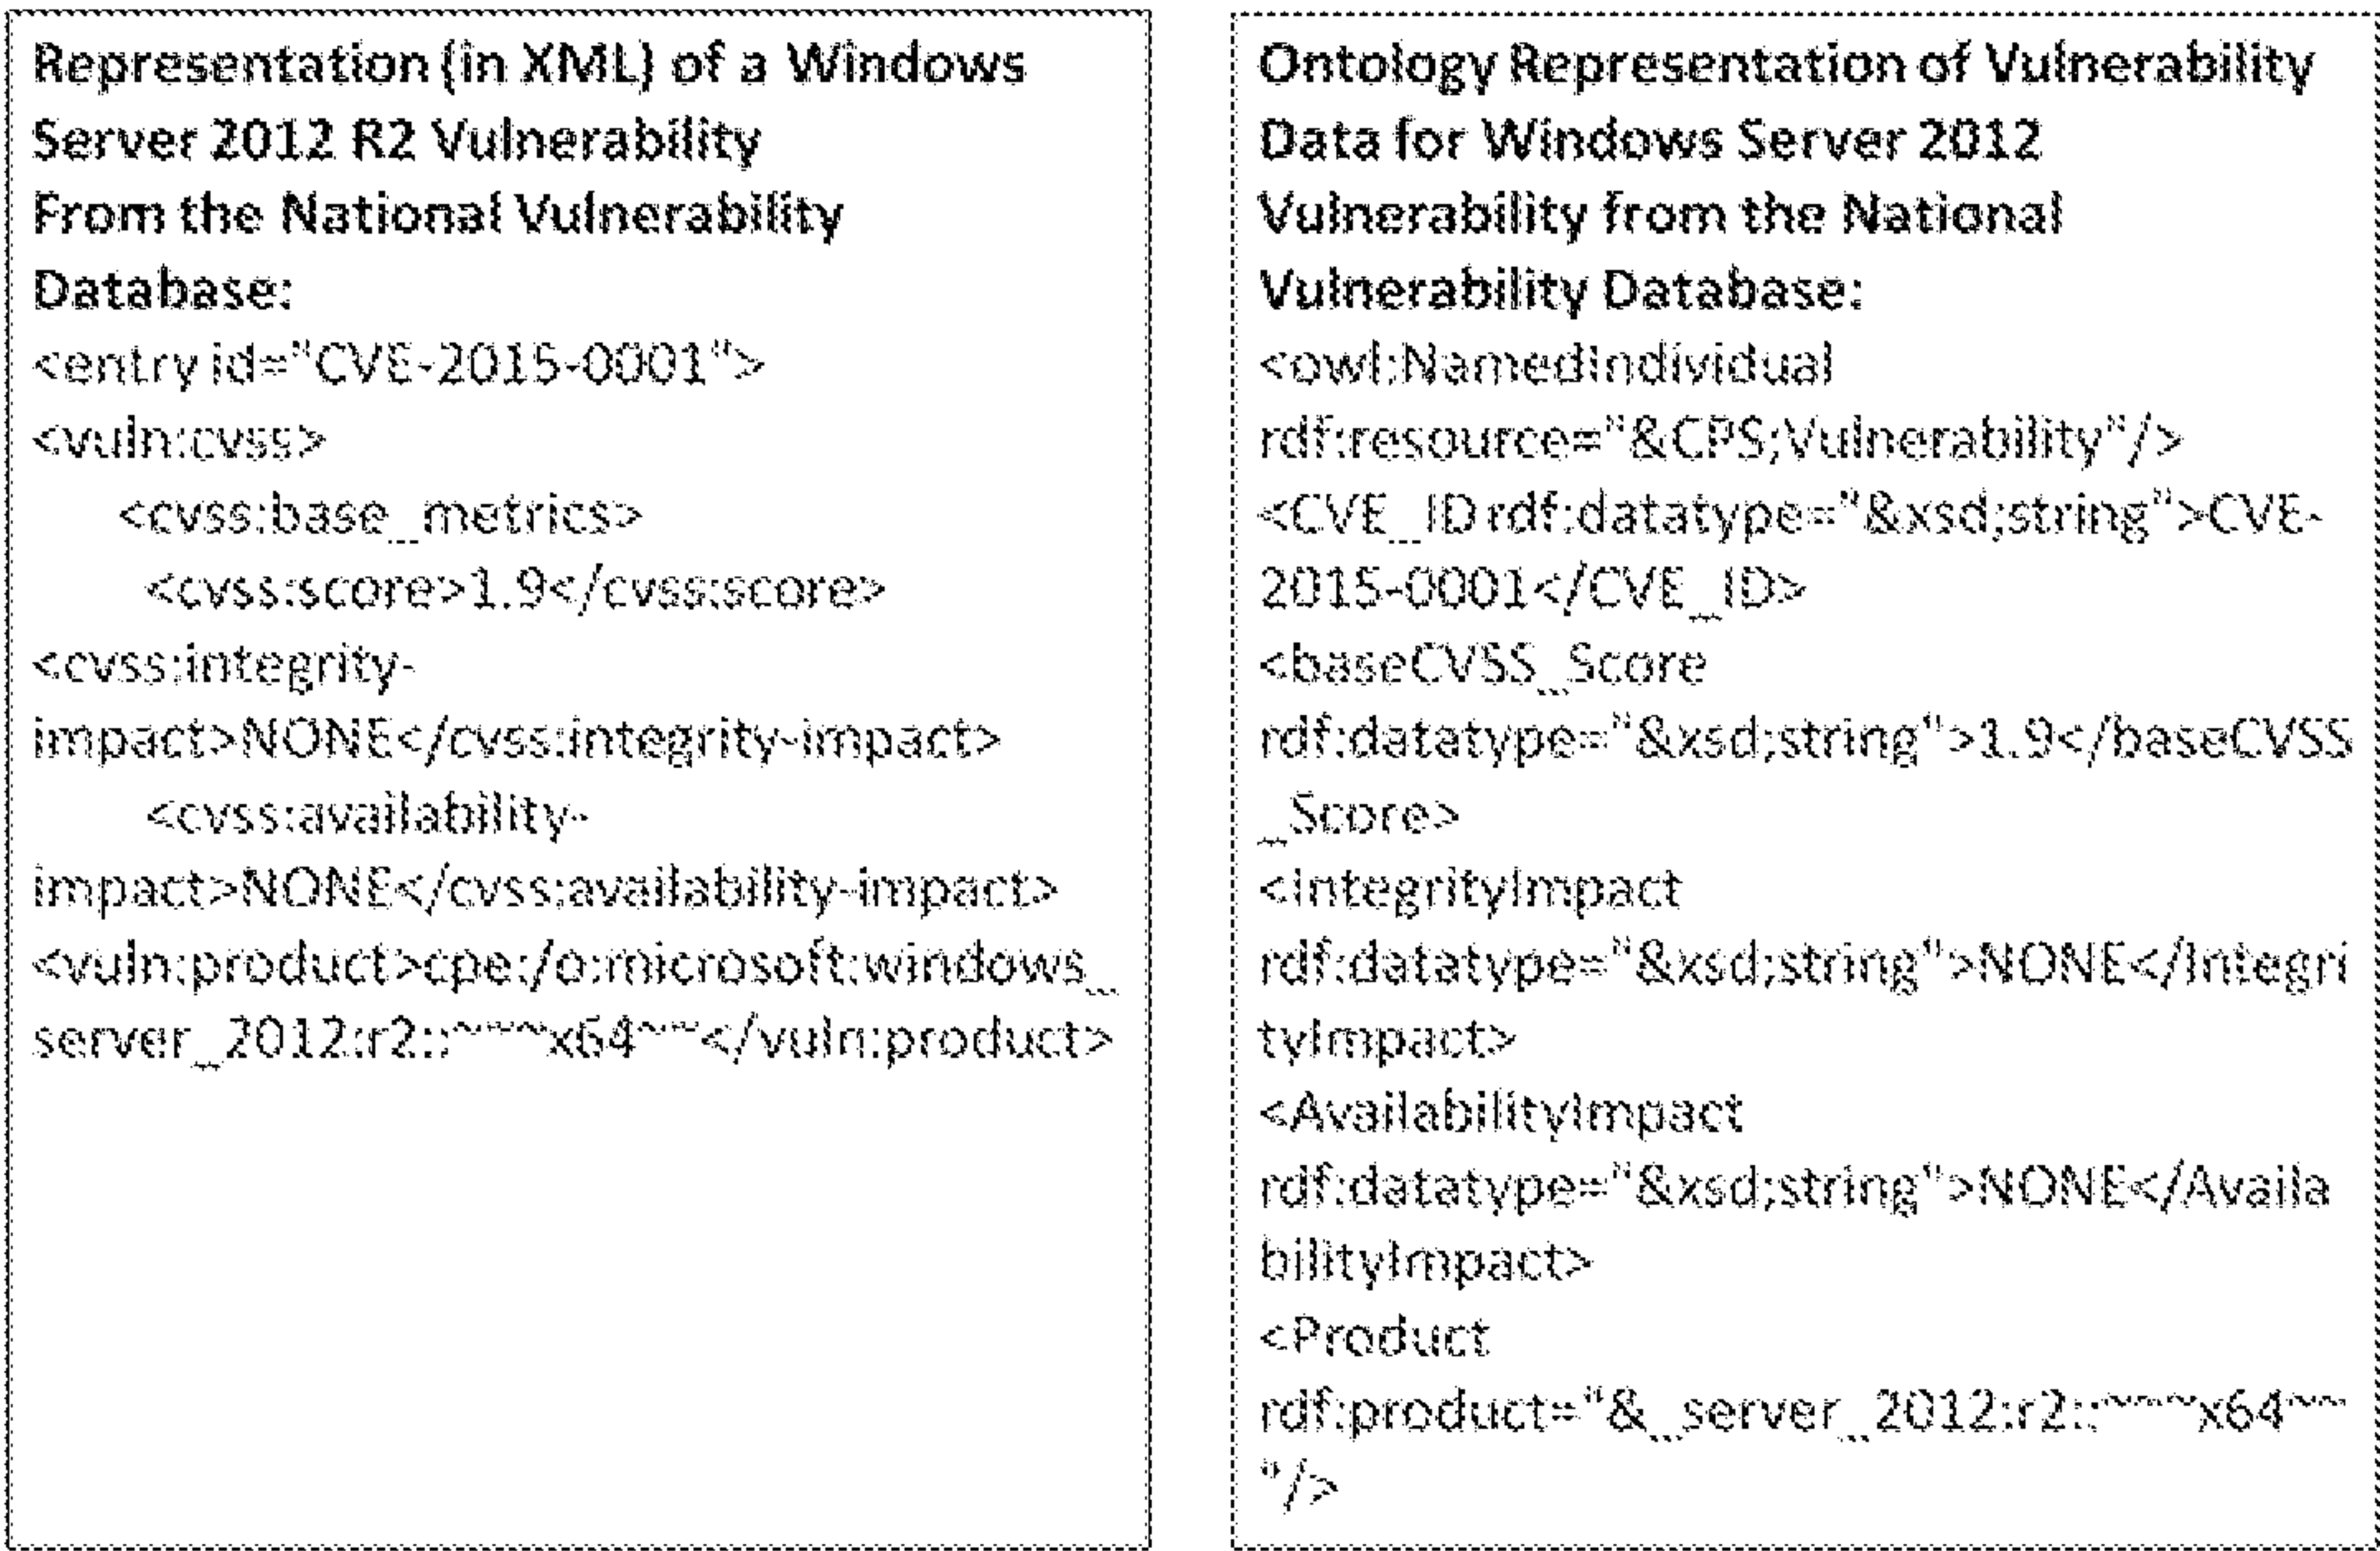 Representation (in XML) of a Windows
Server 2012 R2 Vulnerability
From the National Vulnerability
Database:
<entry id="CVE-2015-0001">
<vuln:cvss>
<cvss:base_metrics>
<cvss:score>1.9</cvss:score>
<cvss:integrity-
impact>NONE</cvss:integrity-impact>
<cvss:availability-
impact>NONE</cvss:availability-impact>
<vuln:product>cpe:/o:microsoft:windows_
server_2012:r2::~~~~x64~~</vuln:product>
Ontology Representation of Vulnerability
Data for Windows Server 2012
Vulnerability from the National
Vulnerability Database:
<owl:NamedIndividual
rdf:resource="&CPS;Vulnerability"/>
<CVE_ID rdf:datatype="&xsd;string">CVE-
2015-0001</CVE_ID>
<baseCVSS_Score
rdf:datatype="&xsd;string">1.9</baseCVSS
_Score>
<IntegrityImpact
rdf:datatype="&xsd;string">NONE</Integri
tyImpact>
<AvailabilityImpact
rdf:datatype="&xsd;string">NONE</Availa
bilityImpact>
<Product
rdf:product="&_server_2012:r2::~~~~x64~~
"/>